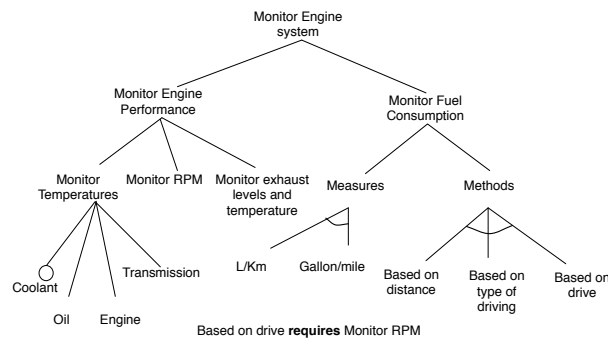 Monitor Engine
system
Monitor Engine
Performance
Monitor Fuel
Consumption
Monitor
Temperatures
Monitor RPM
Monitor exhaust
levels and
temperature
Measures
Methods
Coolant
Oil
Engine
Transmission
L/Km
Gallon/mile
Based on
distance
Based on
type of
driving
Based on
drive
Based on drive requires Monitor RPM